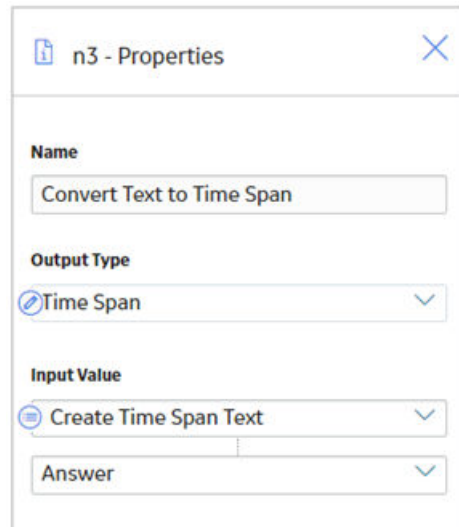 n3 - Properties
Name
Convert Text to Time Span
Output Type
Time Span
Input Value
Create Time Span Text
Answer